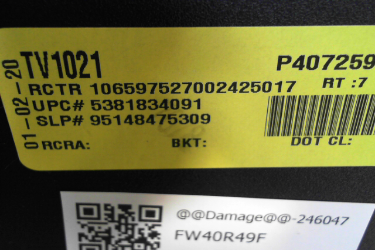 01-02-20
TV1021
P407259
RCTR 106597527002425017 RT :7
UPC# 5381834091
SLP# 95148475309
RCRA: BKT: DOT CL:
@@Damage@@-246047
FW40R49F